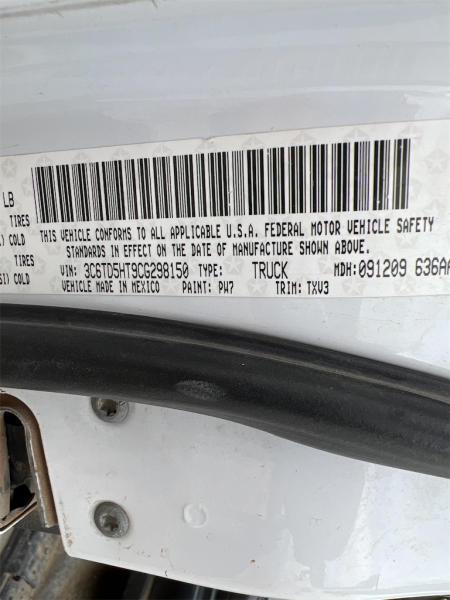 LB
TIRES
) COLD
TIRES
SI) COLD
THIS VEHICLE CONFORMS TO ALL APPLICABLE U.S.A. FEDERAL MOTOR VEHICLE SAFETY
STANDARDS IN EFFECT ON THE DATE OF MANUFACTURE SHOWN ABOVE.
VIN: 3C6TD5HT9CG298150 TYPE: TRUCK MDH:091209 636AA
VEHICLE MADE IN MEXICO PAINT: PW7 TRIM: TXV3